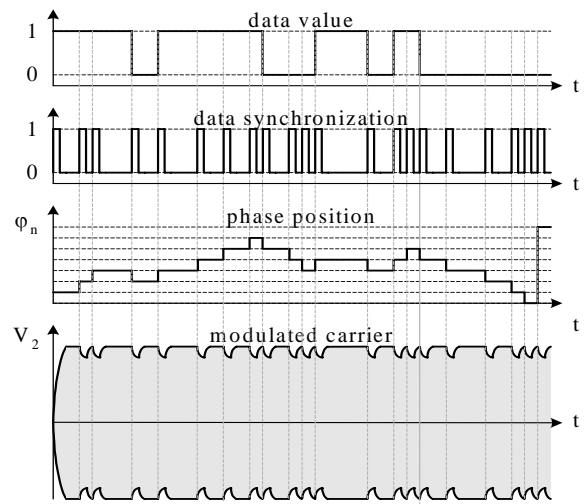 data value
1
0
t
data synchronization
1
0
t
φn
phase position
t
V2
modulated carrier
t